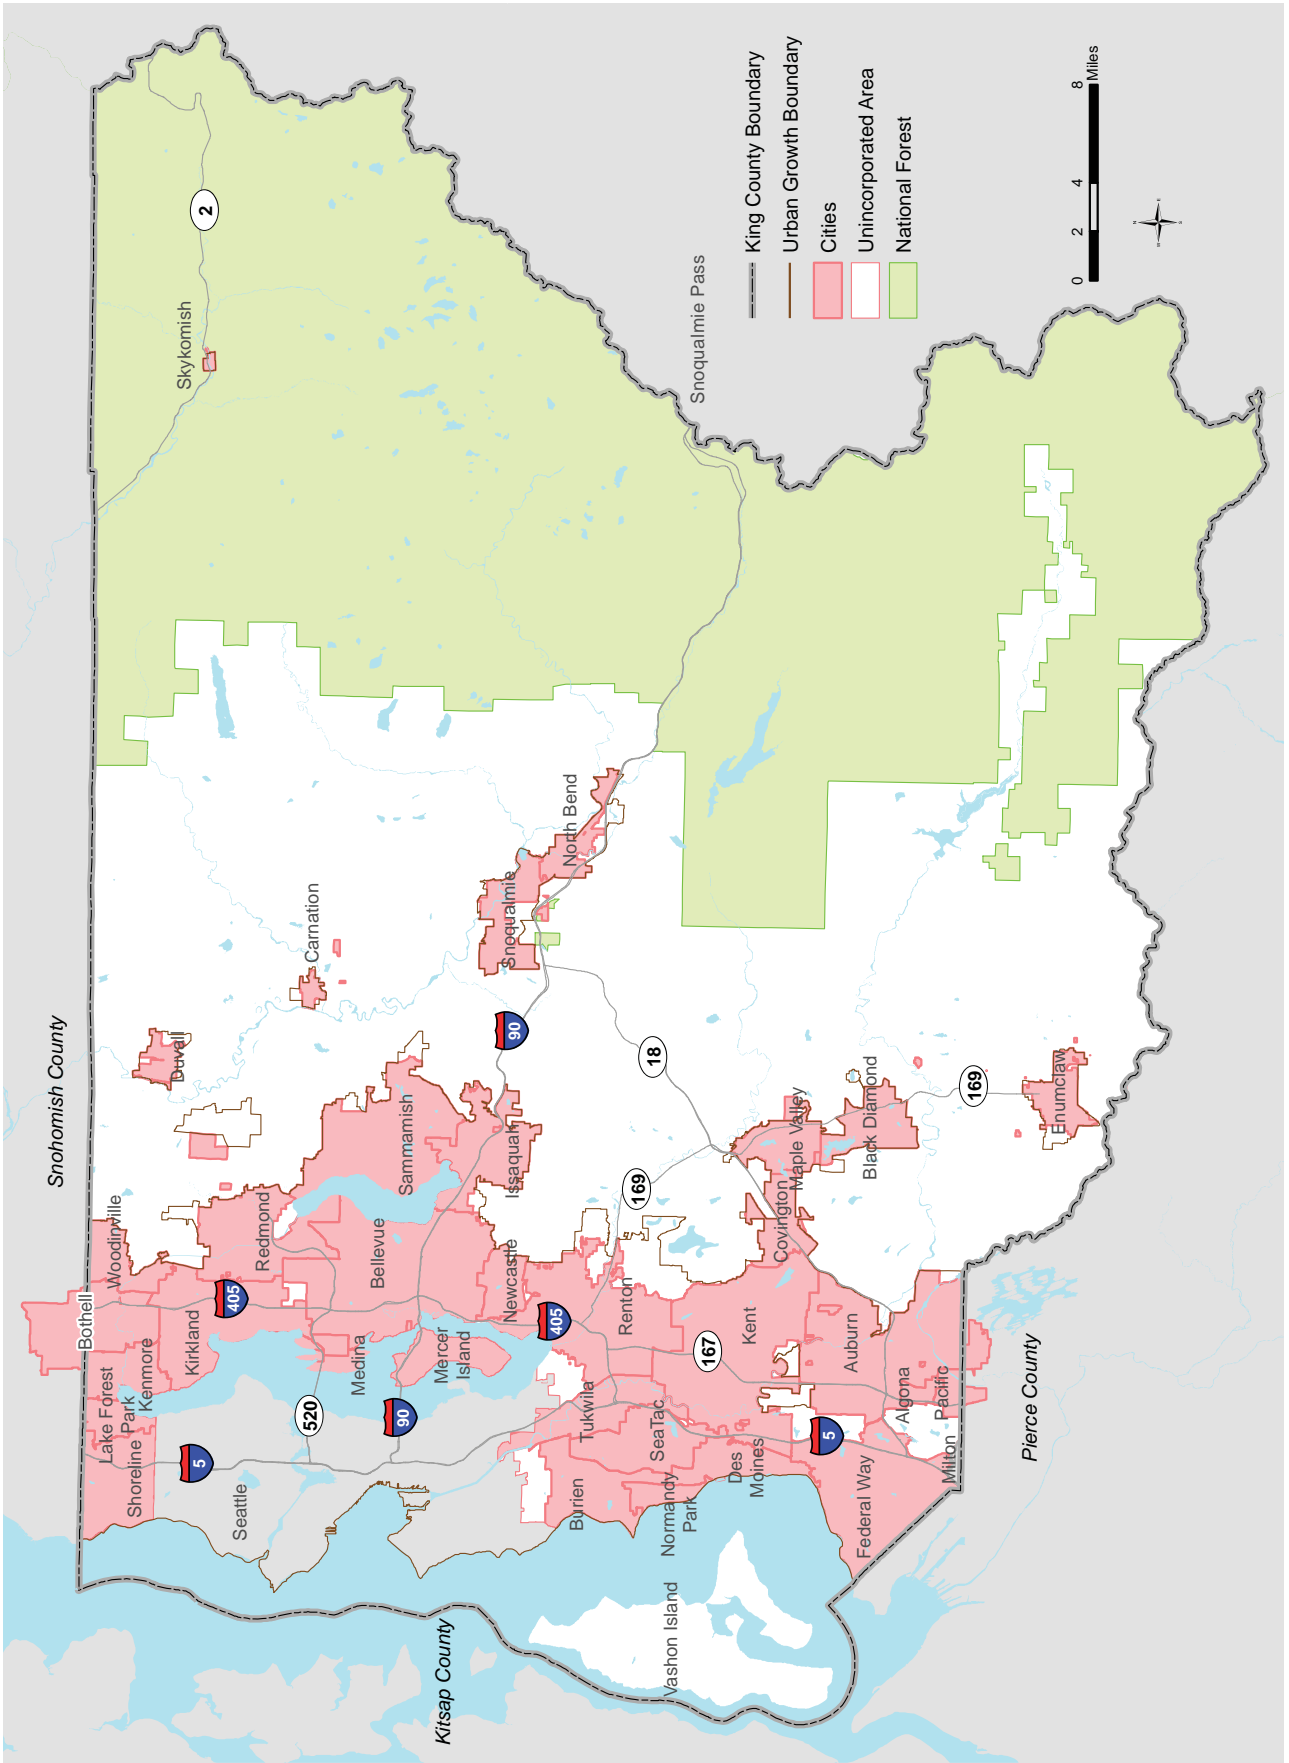 Snohomish County
Bothell
Woodinville
Duvall
Skykomish
2
Lake Forest
Park
Kenmore
Shoreline
Kirkland
405
Redmond
Carnation
5
Seattle
520
Medina
Bellevue
Sammamish
90
Mercer
Island
Newcastle
Issaquah
90
Snoqualmie
North Bend
Snoqualmie Pass
Kitsap County
405
Renton
169
18
Burien
Tukwila
SeaTac
Normandy
Park
Vashon Island
Des
Moines
Kent
167
Covington
Maple Valley
Black Diamond
169
Enumclaw
5
Federal Way
Auburn
Algona
Pacific
Milton
Pierce County
King County Boundary
Urban Growth Boundary
Cities
Unincorporated Area
National Forest
0 2 4 8
Miles
N
E
S
W